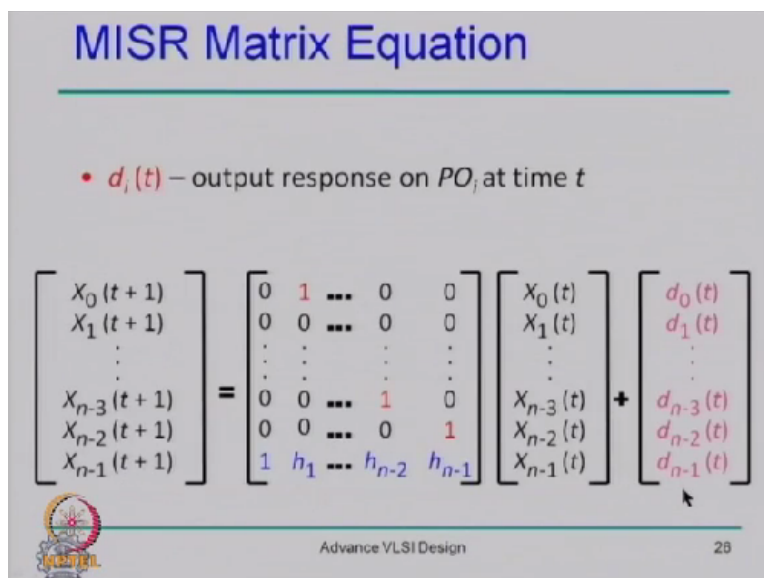 MISR Matrix Equation
• dᵢ (t) – output response on POᵢ at time t
[ X₀ (t + 1) ] = [ 0 1 ... 0 0 ] [ X₀ (t) ] + [ d₀ (t) ]
[ X₁ (t + 1) ] [ 0 0 ... 0 0 ] [ X₁ (t) ] [ d₁ (t) ]
[ ⋮ ] [ ⋮ ⋮ ⋮ ⋮ ] [ ⋮ ] [ ⋮ ]
[ Xₙ₋₃ (t + 1) ] [ 0 0 ... 1 0 ] [ Xₙ₋₃ (t) ] [ dₙ₋₃ (t) ]
[ Xₙ₋₂ (t + 1) ] [ 0 0 ... 0 1 ] [ Xₙ₋₂ (t) ] [ dₙ₋₂ (t) ]
[ Xₙ₋₁ (t + 1) ] [ 1 h₁ ... hₙ₋₂ hₙ₋₁ ] [ Xₙ₋₁ (t) ] [ dₙ₋₁ (t) ]
NPTEL
Advance VLSI Design 26